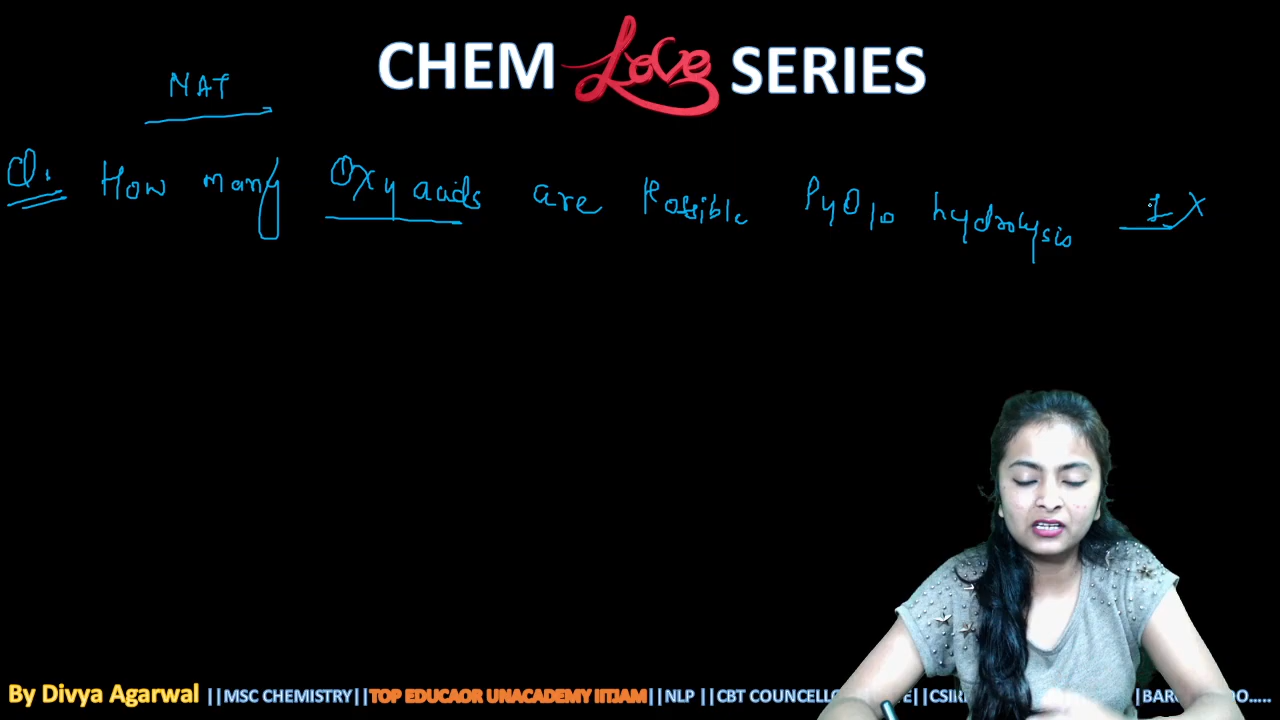 CHEM Love SERIES
NAT
Q. How many Oxyacids are Possible P4O10 hydrolysis 1 X
By Divya Agarwal ||MSC CHEMISTRY||TOP EDUCAOR UNACADEMY IITJAM||NLP ||CBT COUNCELLO